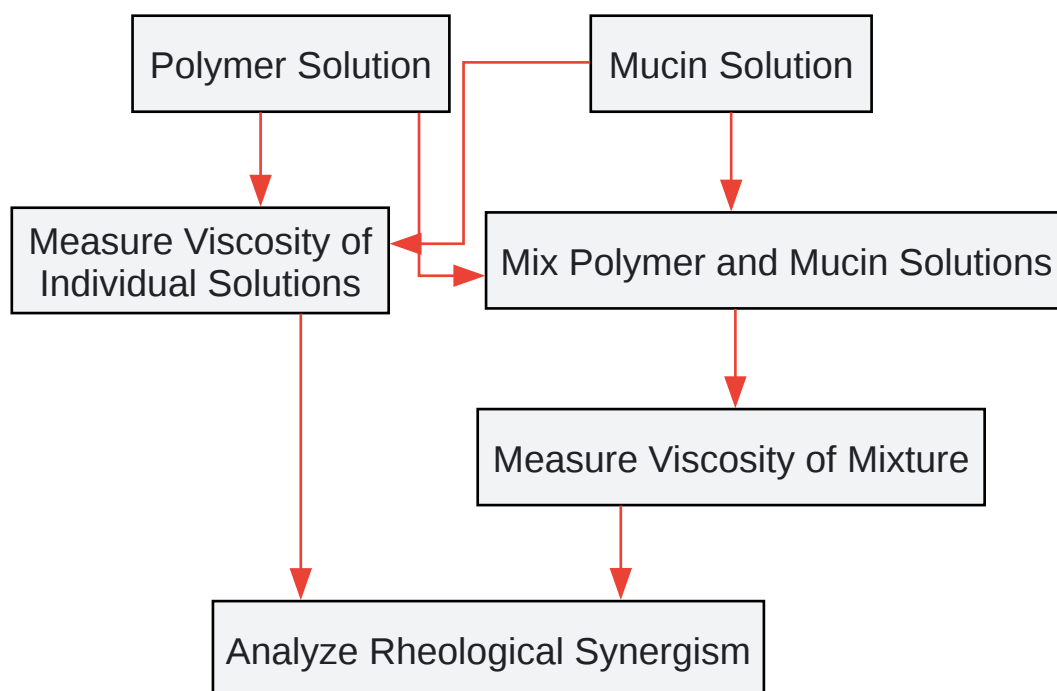 Polymer Solution
Mucin Solution
Measure Viscosity of
Individual Solutions
Mix Polymer and Mucin Solutions
Measure Viscosity of Mixture
Analyze Rheological Synergism